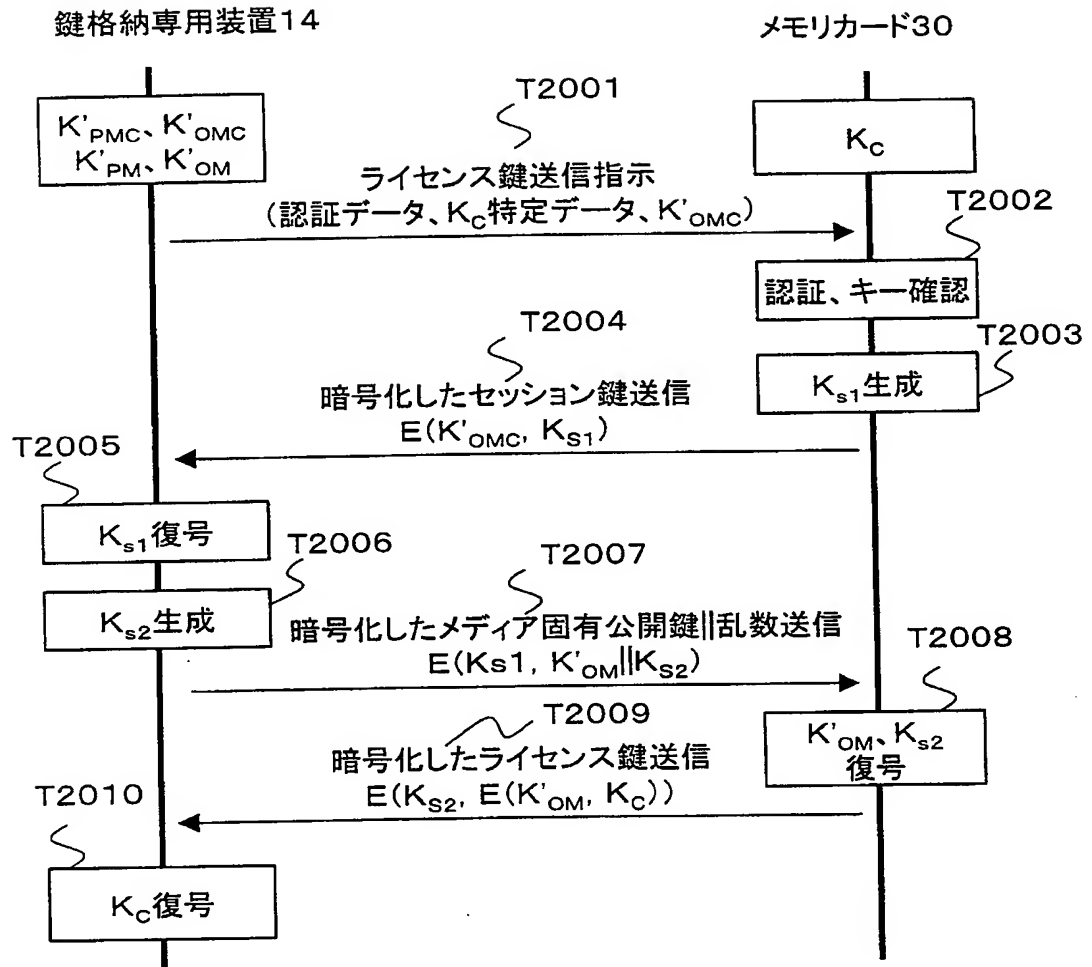 鍵格納専用装置14
メモリカード30
K'PMC、K'OMC
K'PM、K'OM
KC
T2001
ライセンス鍵送信指示
(認証データ、KC特定データ、K'OMC)
T2002
認証、キー確認
T2003
Ks1生成
T2004
暗号化したセッション鍵送信
E(K'OMC, KS1)
T2005
Ks1復号
T2006
Ks2生成
T2007
暗号化したメディア固有公開鍵||乱数送信
E(Ks1, K'OM||KS2)
T2008
K'OM、Ks2
復号
T2009
暗号化したライセンス鍵送信
E(KS2, E(K'OM, KC))
T2010
KC復号